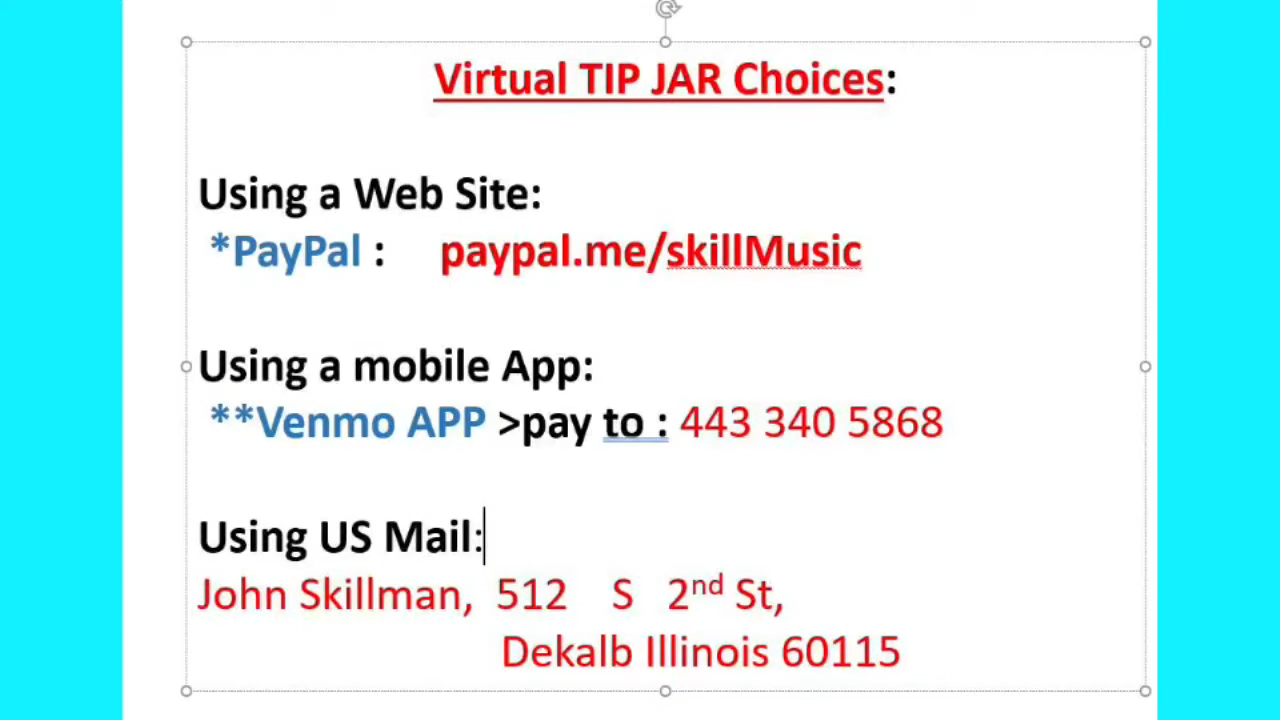 Virtual TIP JAR Choices:
Using a Web Site:
*PayPal : paypal.me/skillMusic
Using a mobile App:
**Venmo APP >pay to : 443 340 5868
Using US Mail:
John Skillman, 512 S 2nd St,
Dekalb Illinois 60115